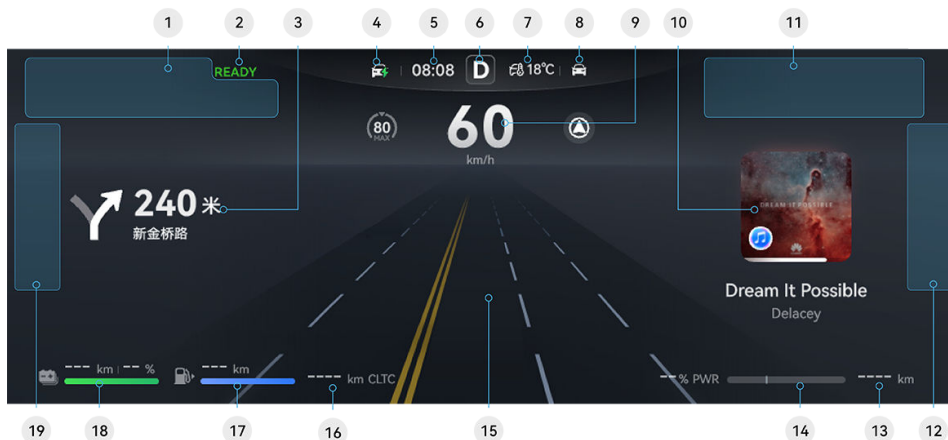 1 2 3 4 5 6 7 8 9 10 11
READY
08:08 D 18℃
80
MAX
60
km/h
240米
新金桥路
DREAM IT POSSIBLE
HUAWEI
Dream It Possible
Delacey
--- km | -- %
--- km
---- km CLTC
--% PWR
---- km
19 18 17 16 15 14 13 12